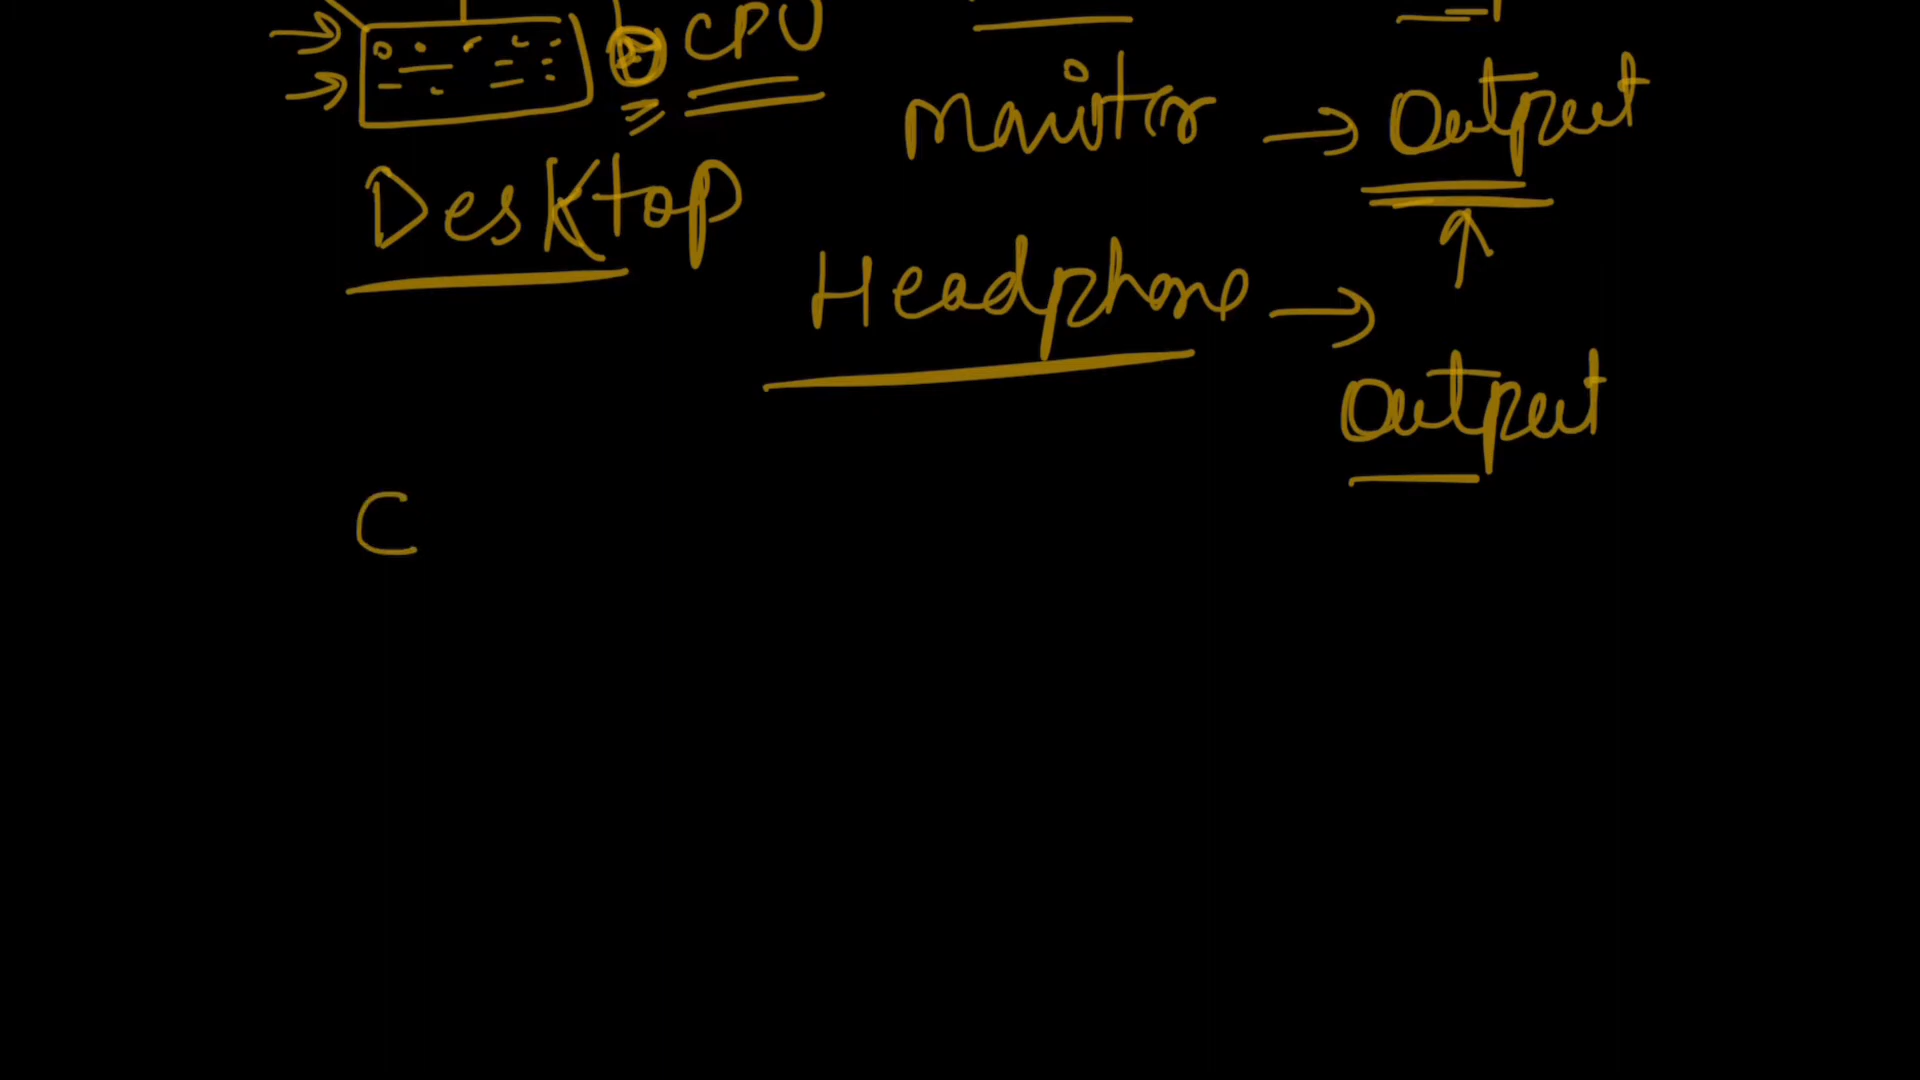 CPU
Monitor → Output
Desktop
Headphone →
Output
C